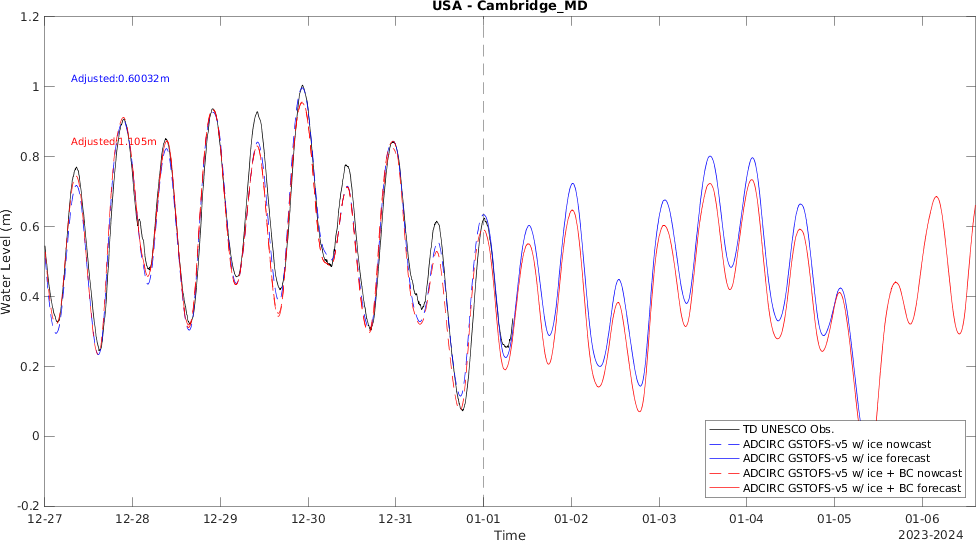 USA - Cambridge_MD
1.2
1
0.8
0.6
0.4
0.2
0
-0.2
Water Level (m)
Adjusted:0.60032m
Adjusted:1.105m
TD UNESCO Obs.
ADCIRC GSTOFS-v5 w/ ice nowcast
ADCIRC GSTOFS-v5 w/ ice forecast
ADCIRC GSTOFS-v5 w/ ice + BC nowcast
ADCIRC GSTOFS-v5 w/ ice + BC forecast
12-27 12-28 12-29 12-30 12-31 01-01 01-02 01-03 01-04 01-05 01-06
Time
2023-2024